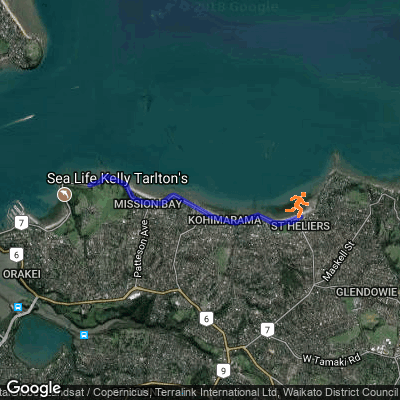 © 2018 Google
Sea Life Kelly Tarlton's
7
MISSION BAY
KOHIMARAMA
ST HELIERS
6
Patteson Ave
Maskell St
ORAKEI
GLENDOWIE
6
7
W Tamaki Rd
9
Google
Landsat / Copernicus, Terralink International Ltd, Waikato District Council